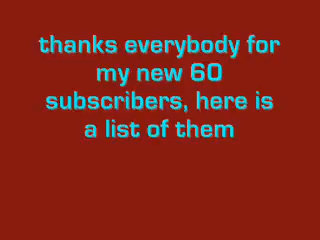 thanks everybody for
my new 60
subscribers, here is
a list of them